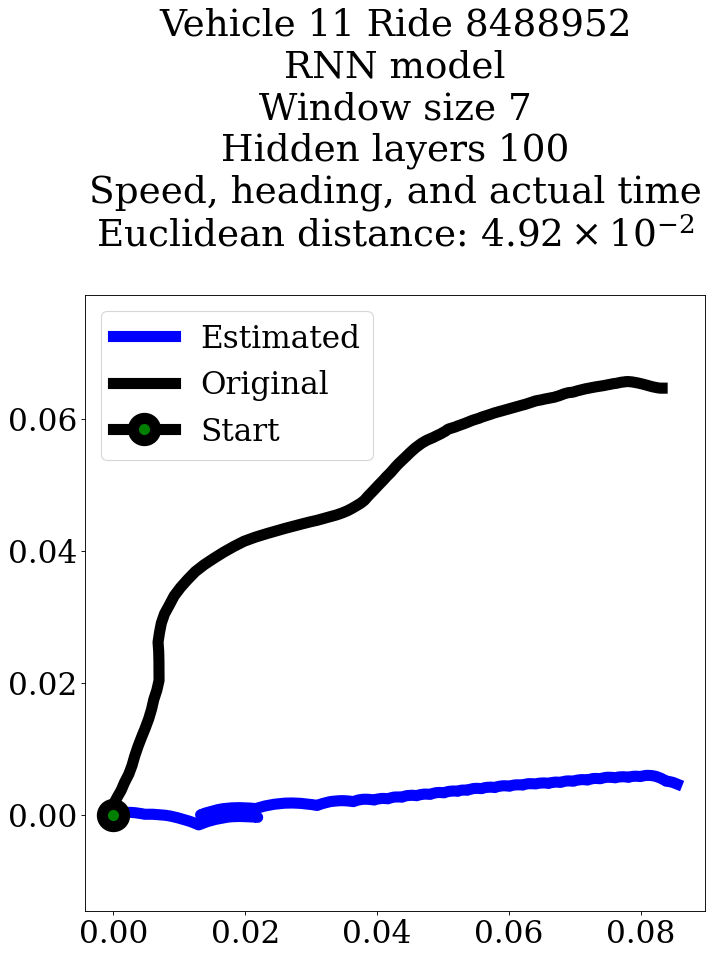 Vehicle 11 Ride 8488952
RNN model
Window size 7
Hidden layers 100
Speed, heading, and actual time
Euclidean distance: 4.92 × 10⁻²
Estimated
Original
Start
0.06
0.04
0.02
0.00
0.00 0.02 0.04 0.06 0.08